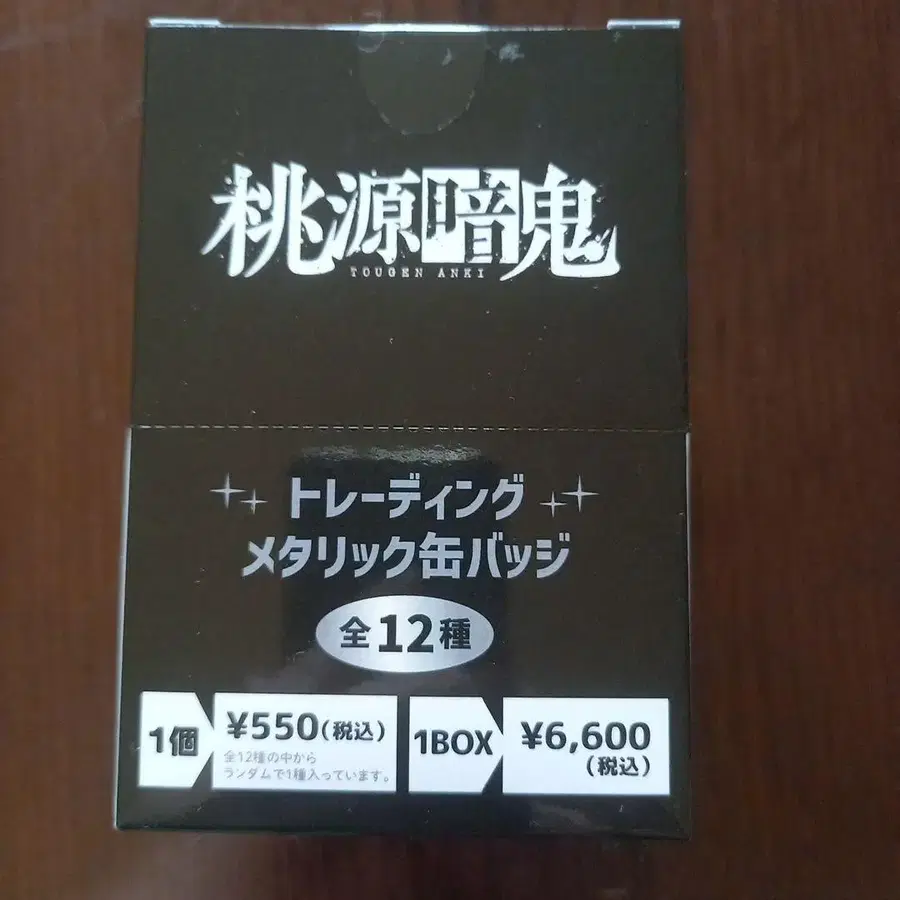 桃源暗鬼
TOUGEN ANKI
トレーディング
メタリック缶バッジ
全12種
1個
¥550(税込)
全12種の中から
ランダムで1種入っています。
1BOX
¥6,600
(税込)